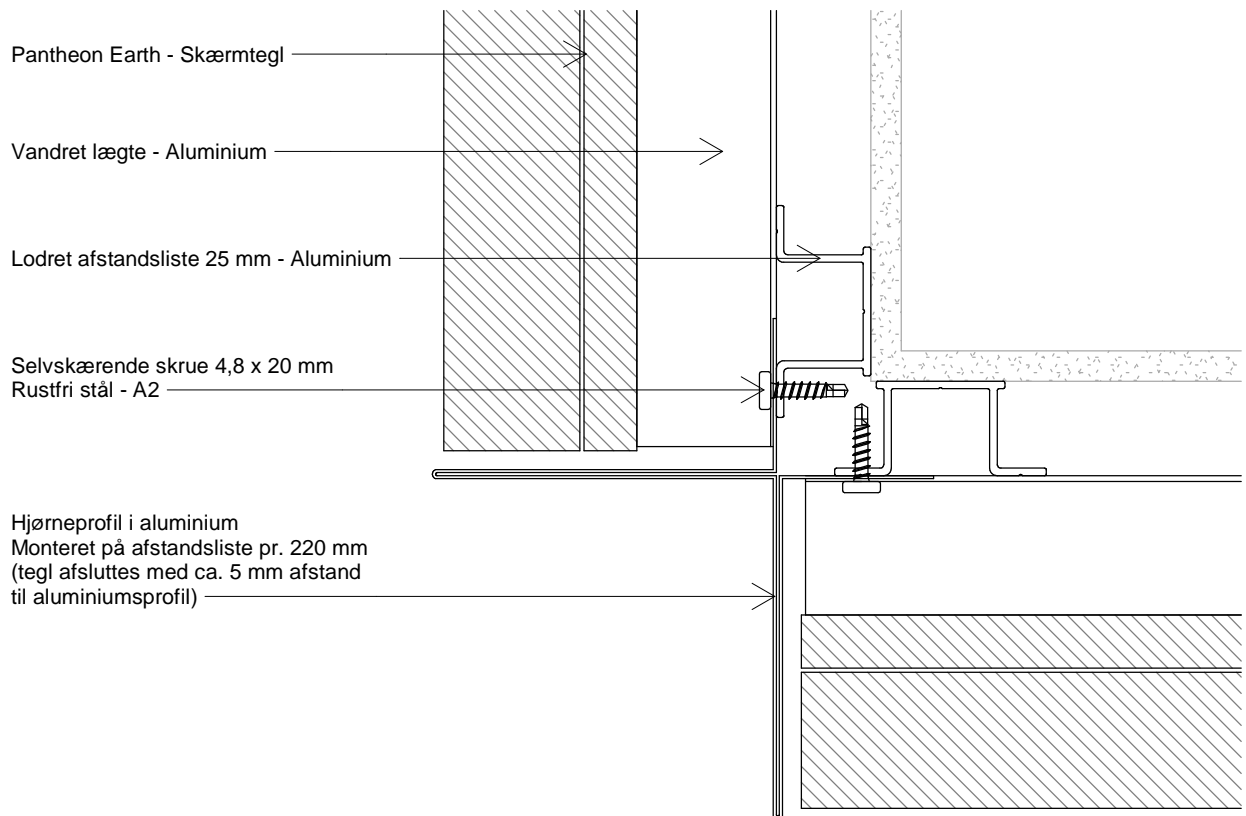 Pantheon Earth - Skærmtegl
Vandret lægte - Aluminium
Lodret afstandsliste 25 mm - Aluminium
Selvskærende skrue 4,8 x 20 mm
Rustfri stål - A2
Hjørneprofil i aluminium
Monteret på afstandsliste pr. 220 mm
(tegl afsluttes med ca. 5 mm afstand
til aluminiumsprofil)